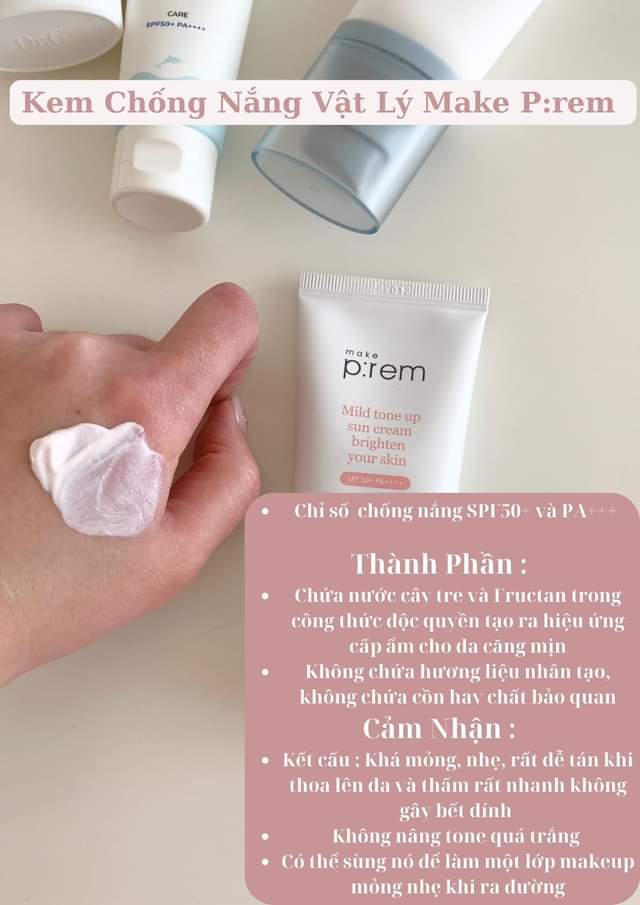 Dr.G
CARE
SPF50+ PA++++
Kem Chống Nắng Vật Lý Make P:rem
make
p:rem
Mild tone up
sun cream
brighten
your skin
SPF 50+ PA++++
• Chỉ số chống nắng SPF50+ và PA+++
Thành Phần :
• Chứa nước cây tre và Fructan trong
công thức độc quyền tạo ra hiệu ứng
cấp ẩm cho da căng mịn
• Không chứa hương liệu nhân tạo,
không chứa cồn hay chất bảo quan
Cảm Nhận :
• Kết cấu ; Khá mỏng, nhẹ, rất dễ tán khi
thoa lên da và thấm rất nhanh không
gây bết dính
• Không nâng tone quá trắng
• Có thể sùng nó để làm một lớp makeup
mỏng nhẹ khi ra đường